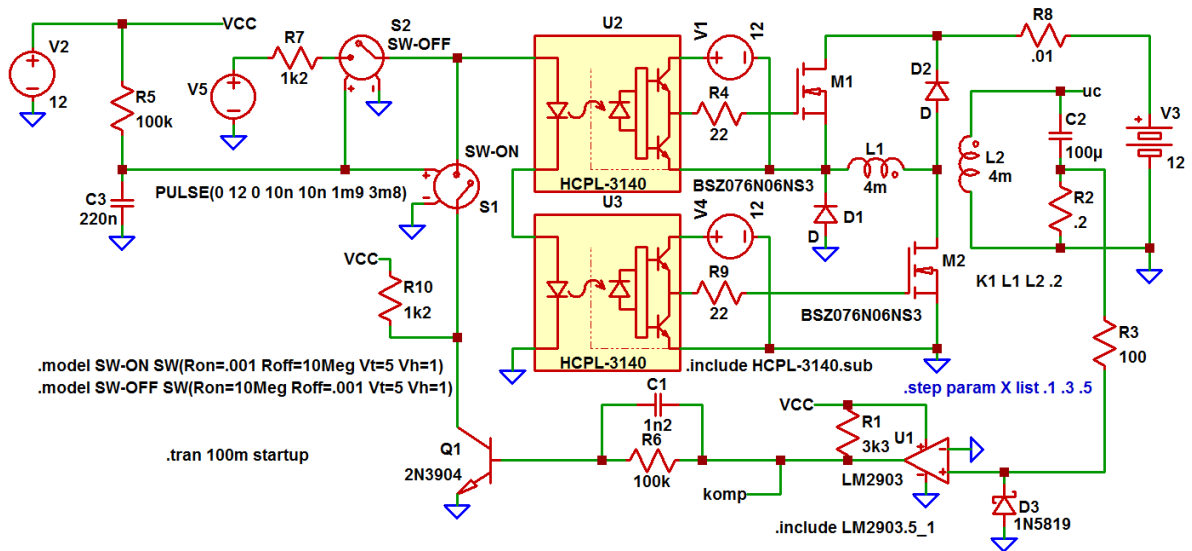 VCC
V2
12
R5
100k
C3
220n
V5
R7
1k2
S2
SW-OFF
PULSE(0 12 0 10n 10n 1m9 3m8)
SW-ON
S1
VCC
R10
1k2
U2
HCPL-3140
U3
HCPL-3140
V1
12
R4
22
M1
BSZ076N06NS3
V4
12
R9
22
L1
4m
D1
D
D2
D
M2
BSZ076N06NS3
R8
.01
uc
C2
100µ
L2
4m
R2
.2
V3
12
K1 L1 L2 .2
R3
100
.include HCPL-3140.sub
.step param X list .1 .3 .5
.model SW-ON SW(Ron=.001 Roff=10Meg Vt=5 Vh=1)
.model SW-OFF SW(Ron=10Meg Roff=.001 Vt=5 Vh=1)
.tran 100m startup
Q1
2N3904
C1
1n2
R6
100k
komp
VCC
R1
3k3
U1
LM2903
.include LM2903.5_1
D3
1N5819